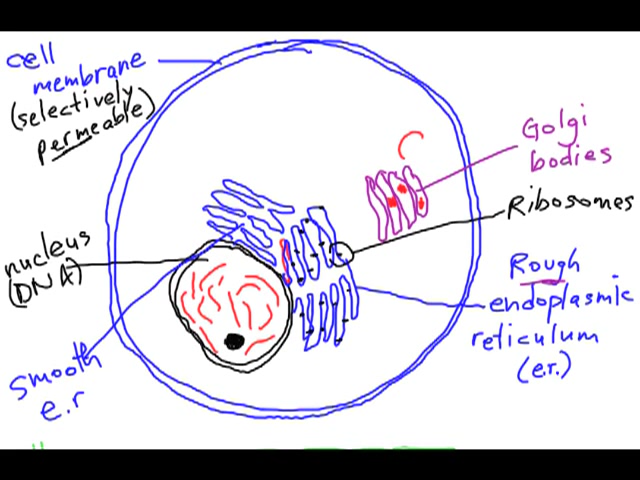 cell
membrane
(selectively
permeable)
Golgi
bodies
Ribosomes
nucleus
(DNA)
Rough
endoplasmic
reticulum
(e.r.)
smooth
e.r